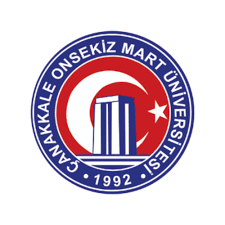 ÇANAKKALE ONSEKİZ MART ÜNİVERSİTESİ
• 1992 •